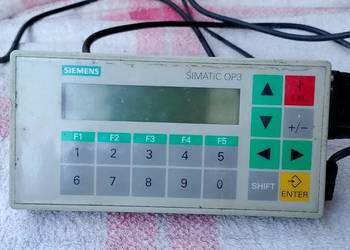 SIEMENS
SIMATIC OP3
F1 F2 F3 F4 F5
+/-
1 2 3 4 5
6 7 8 9 0
SHIFT
ENTER